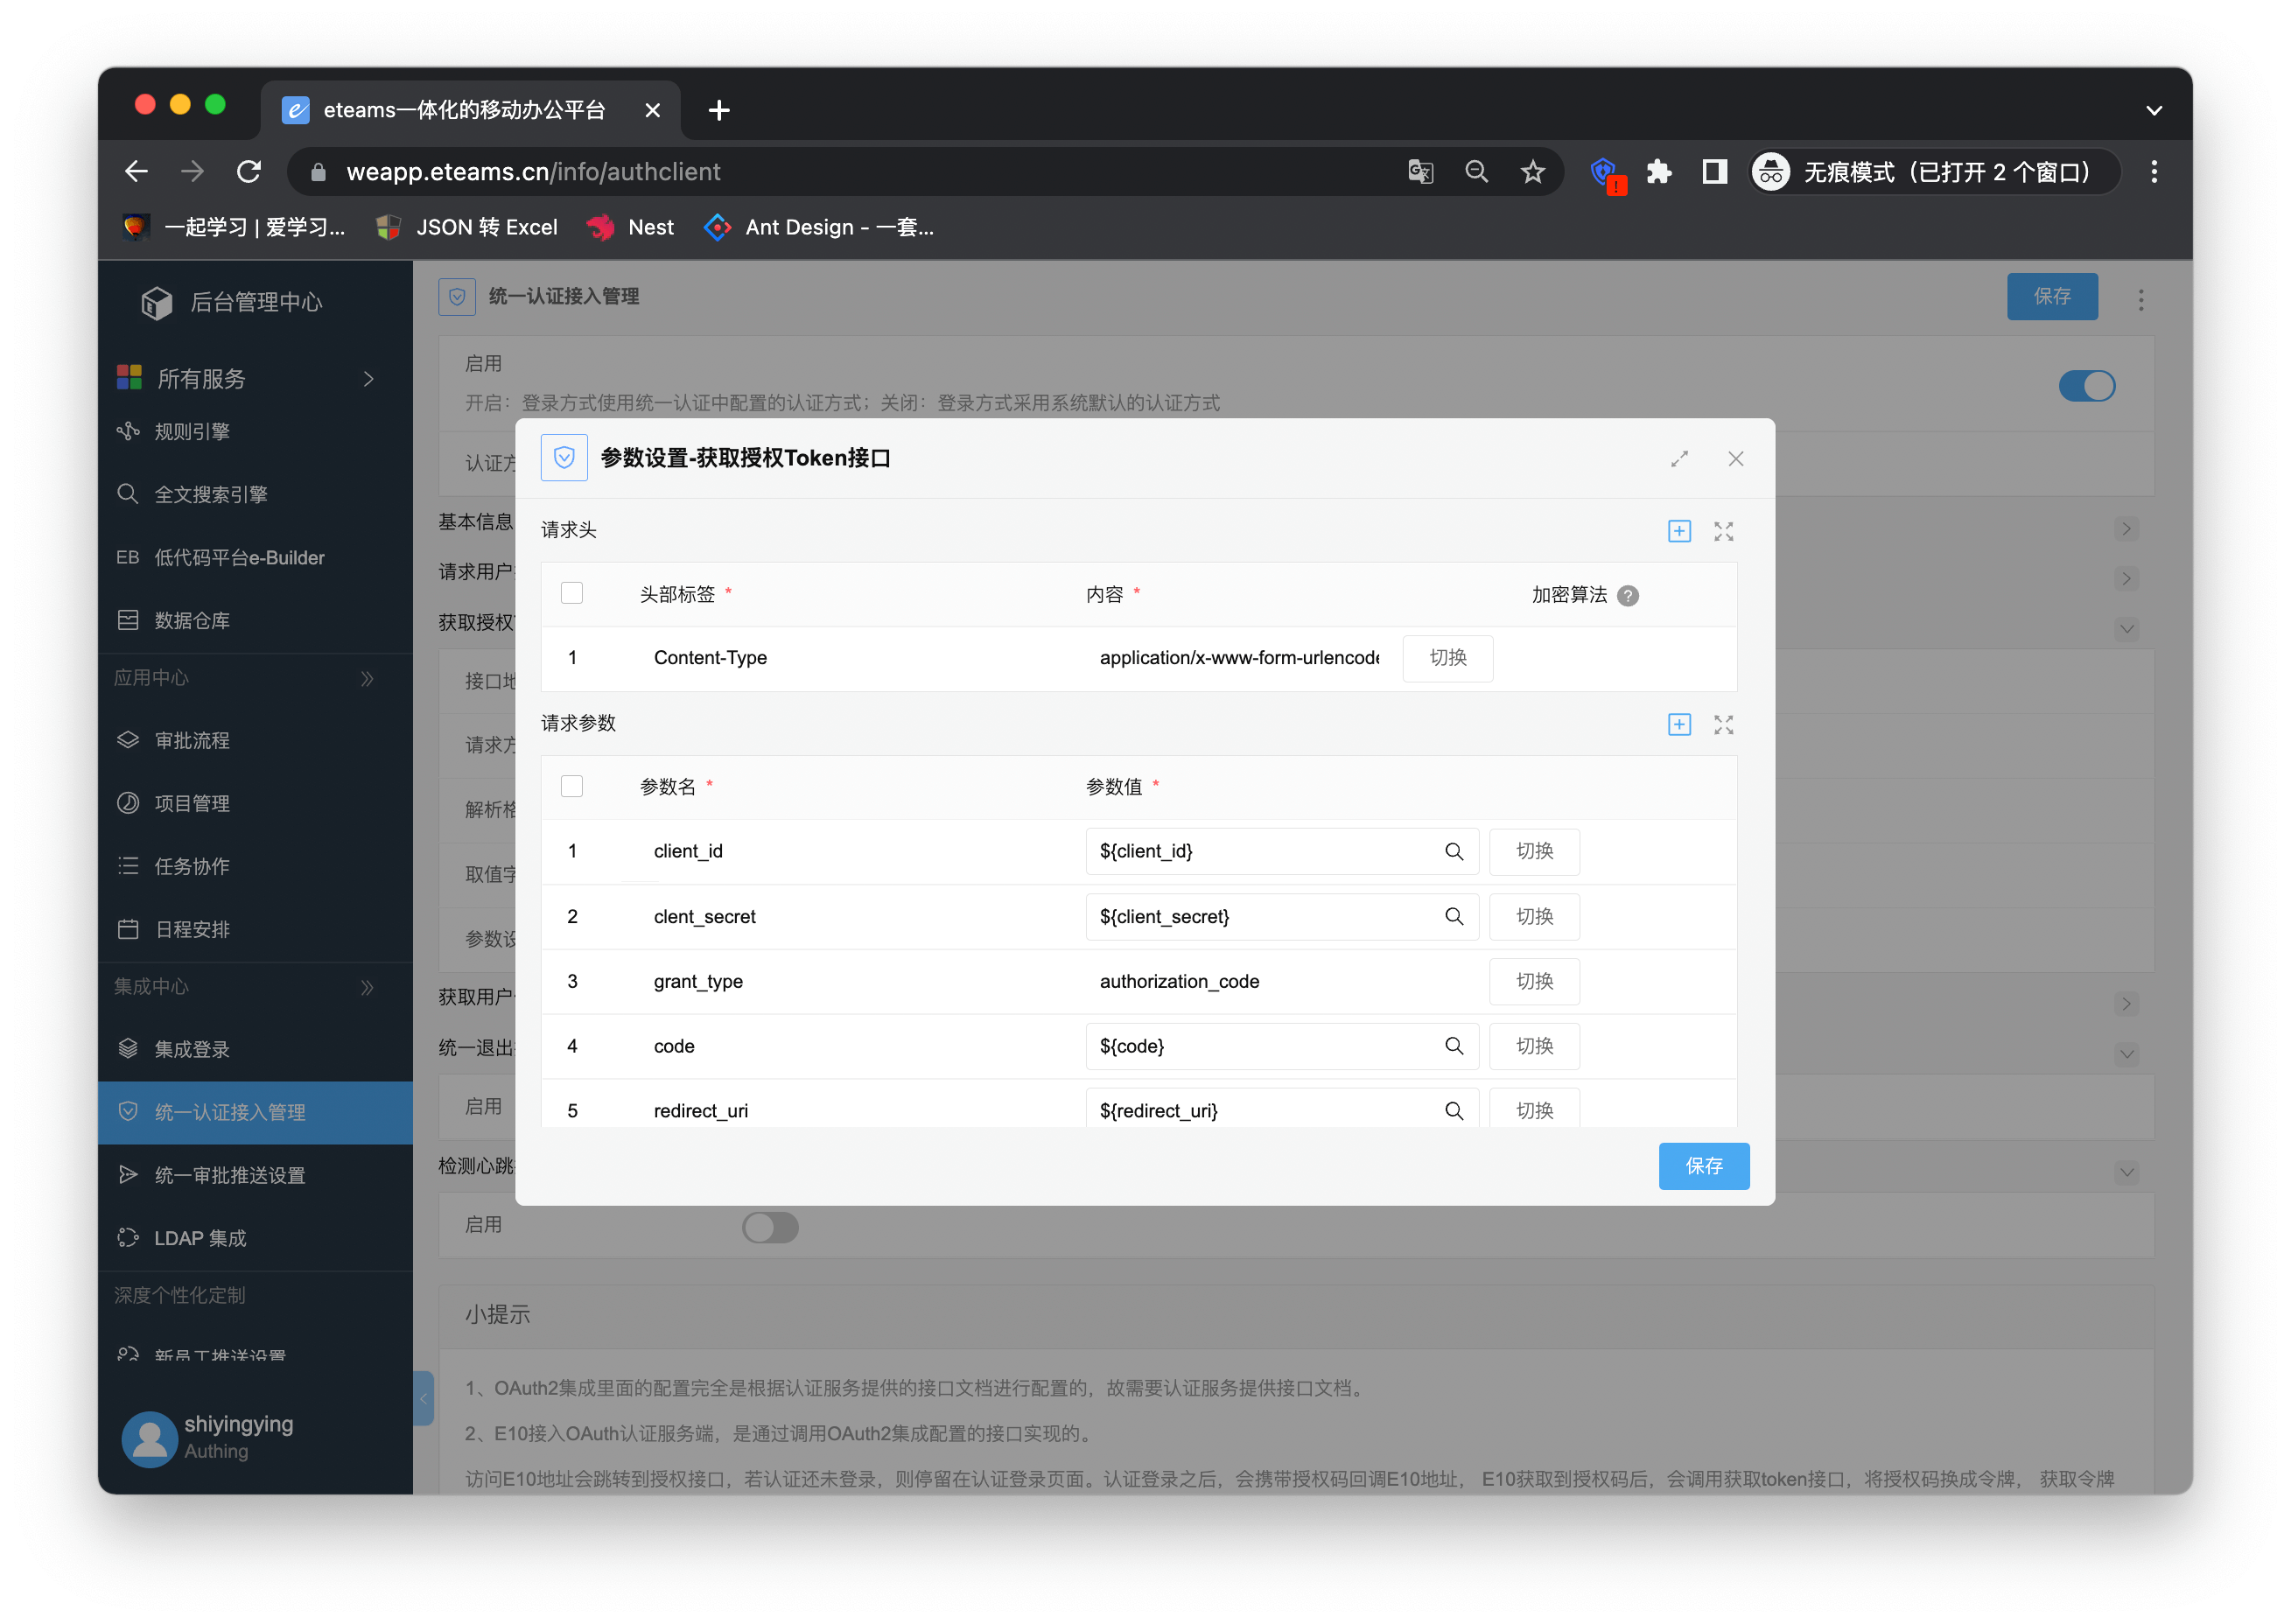 eteams一体化的移动办公平台
weapp.eteams.cn/info/authclient
无痕模式（已打开 2 个窗口）
一起学习 | 爱学习...
JSON 转 Excel
Nest
Ant Design - 一套...
后台管理中心
所有服务
规则引擎
全文搜索引擎
EB 低代码平台e-Builder
数据仓库
应用中心
审批流程
项目管理
任务协作
日程安排
集成中心
集成登录
统一认证接入管理
统一审批推送设置
LDAP 集成
深度个性化定制
新员工推送设置
shiyingying
Authing
统一认证接入管理
保存
启用
开启：登录方式使用统一认证中配置的认证方式；关闭：登录方式采用系统默认的认证方式
认证方
基本信息
请求用户
获取授权
接口地
请求方
解析格
取值字
参数设
获取用户
统一退出
启用
检测心跳
启用
参数设置-获取授权Token接口
请求头
头部标签 * 内容 * 加密算法 ?
1 Content-Type application/x-www-form-urlencode 切换
请求参数
参数名 * 参数值 *
1 client_id ${client_id} 切换
2 clent_secret ${client_secret} 切换
3 grant_type authorization_code 切换
4 code ${code} 切换
5 redirect_uri ${redirect_uri} 切换
保存
小提示
1、OAuth2集成里面的配置完全是根据认证服务提供的接口文档进行配置的，故需要认证服务提供接口文档。
2、E10接入OAuth认证服务端，是通过调用OAuth2集成配置的接口实现的。
访问E10地址会跳转到授权接口，若认证还未登录，则停留在认证登录页面。认证登录之后，会携带授权码回调E10地址， E10获取到授权码后，会调用获取token接口，将授权码换成令牌， 获取令牌